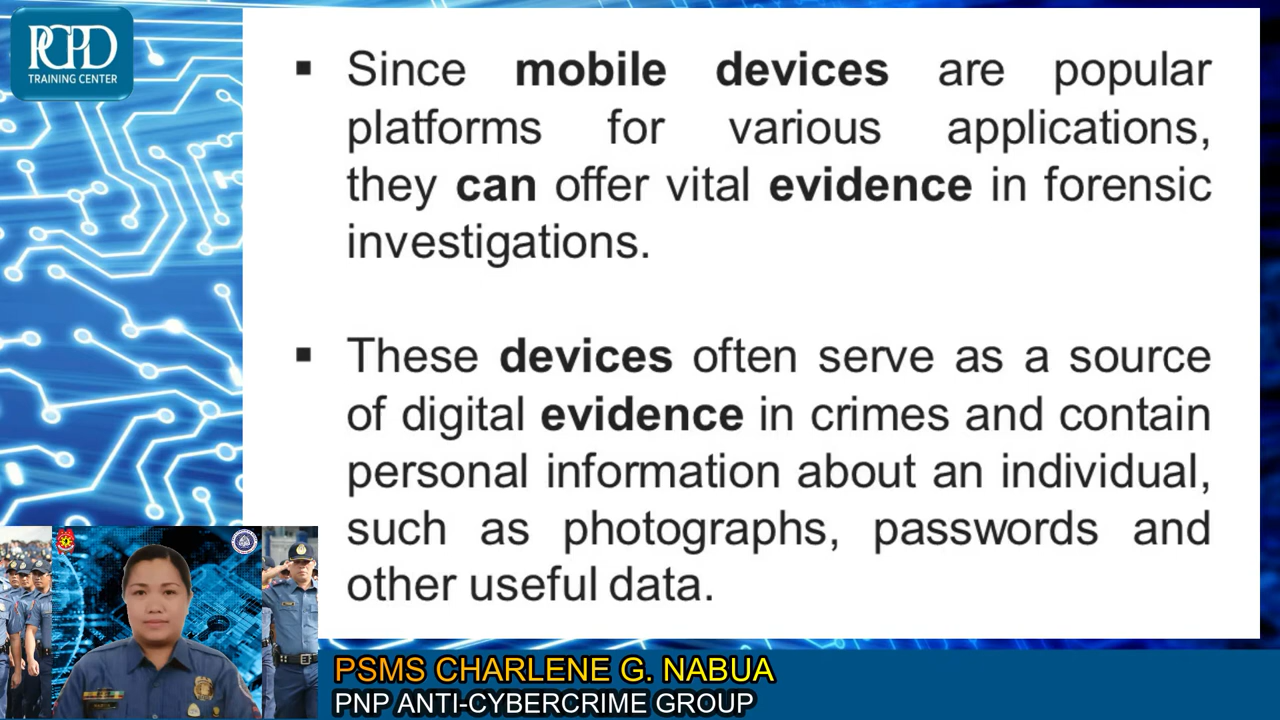 PCPD
TRAINING CENTER
▪ Since mobile devices are popular
platforms for various applications,
they can offer vital evidence in forensic
investigations.
▪ These devices often serve as a source
of digital evidence in crimes and contain
personal information about an individual,
such as photographs, passwords and
other useful data.
PSMS CHARLENE G. NABUA
PNP ANTI-CYBERCRIME GROUP